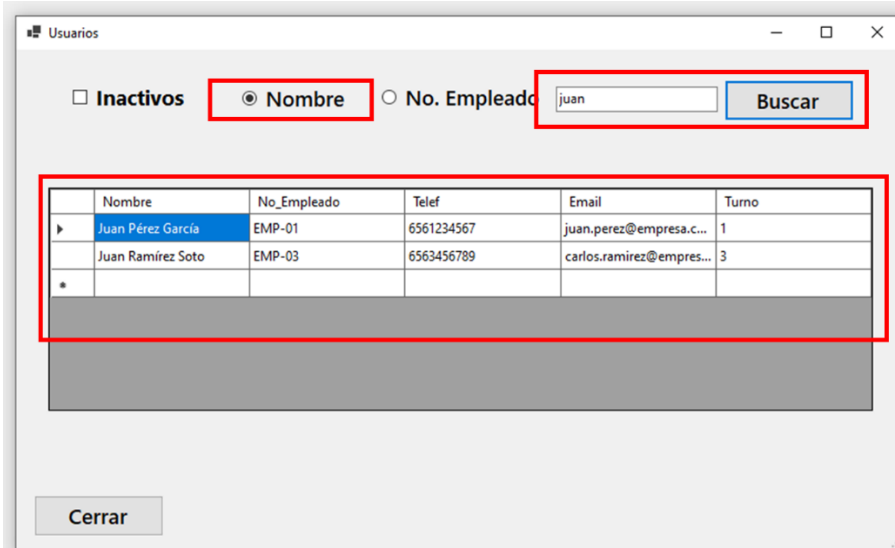 Usuarios
Inactivos Nombre No. Empleado juan Buscar
Nombre No_Empleado Telef Email Turno
Juan Pérez García EMP-01 6561234567 juan.perez@empresa.c... 1
Juan Ramírez Soto EMP-03 6563456789 carlos.ramirez@empres... 3
Cerrar